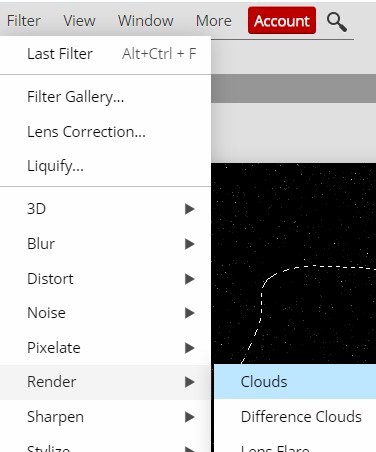 Filter View Window More Account
Last Filter Alt+Ctrl + F
Filter Gallery...
Lens Correction...
Liquify...
3D
Blur
Distort
Noise
Pixelate
Render
Clouds
Sharpen
Difference Clouds
Stylize
Lens Flare